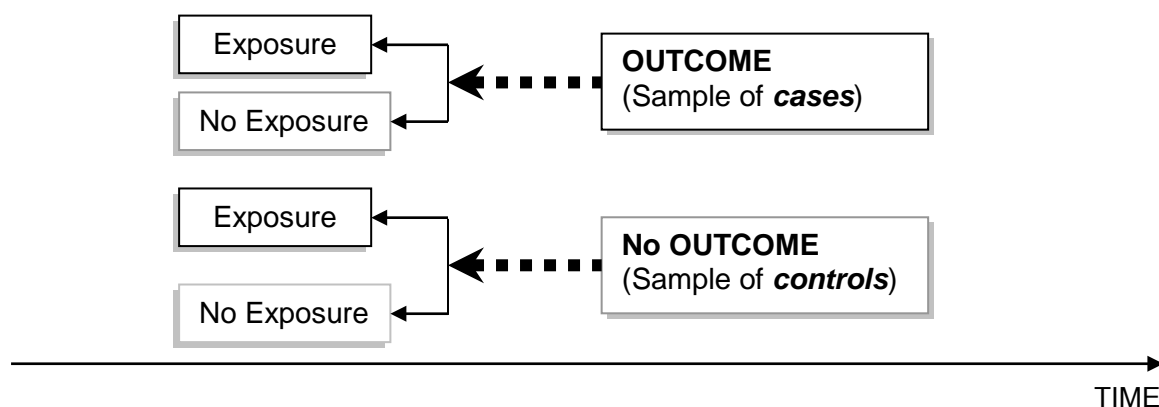 Exposure
OUTCOME
(Sample of cases)
No Exposure
Exposure
No OUTCOME
(Sample of controls)
No Exposure
TIME